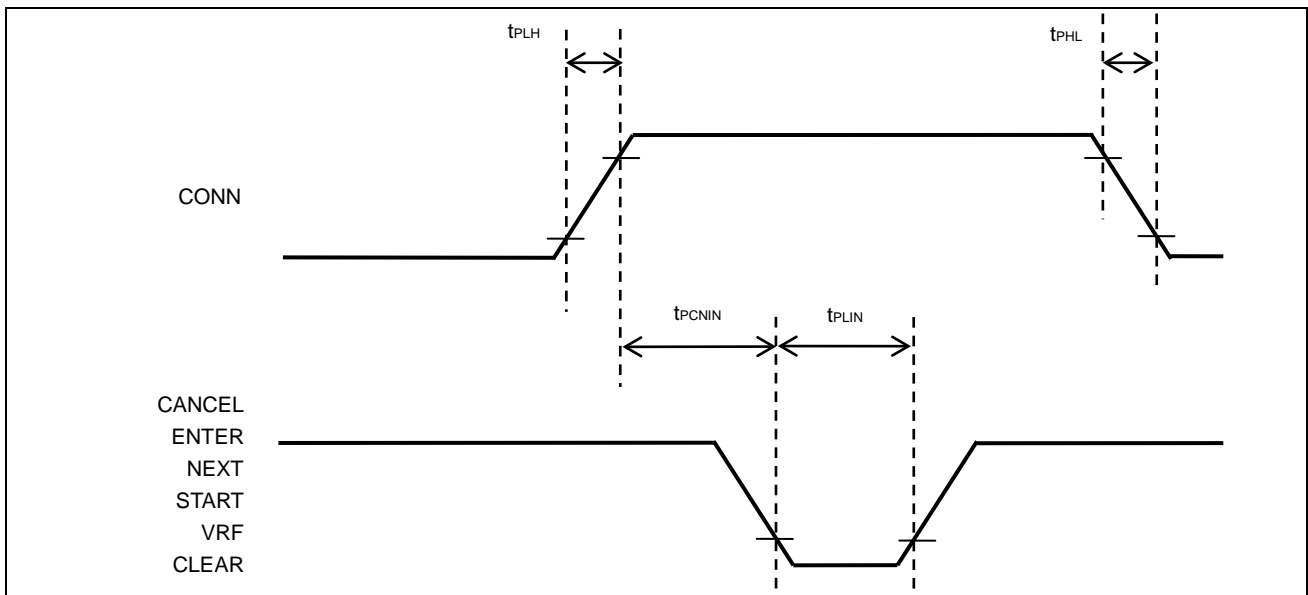 tPLH
tPHL
CONN
tPCNIN
tPLIN
CANCEL
ENTER
NEXT
START
VRF
CLEAR